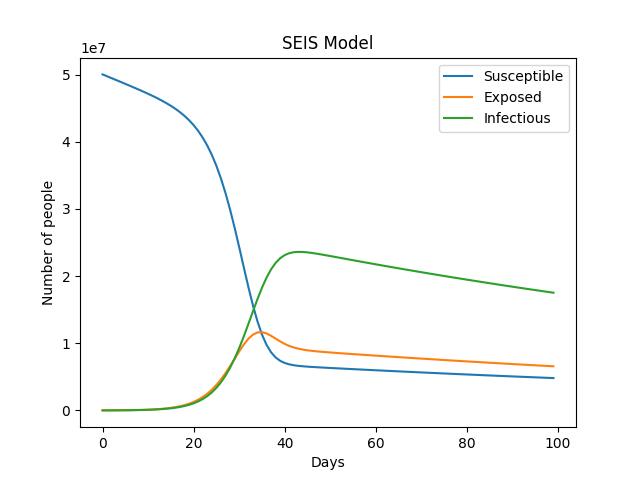 SEIS Model
1e7
Susceptible
Exposed
Infectious
5
4
3
2
1
0
Number of people
0 20 40 60 80 100
Days